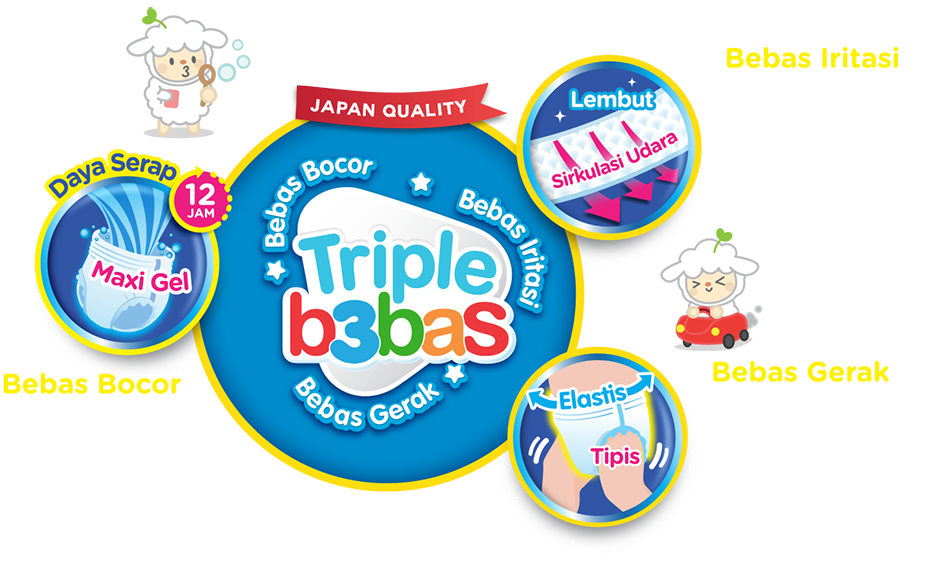 JAPAN QUALITY
Bebas Bocor
Bebas Iritasi
Triple
b3bas
Bebas Gerak
Daya Serap
12
JAM
Maxi Gel
Bebas Bocor
Lembut
Sirkulasi Udara
Bebas Iritasi
Elastis
Tipis
Bebas Gerak